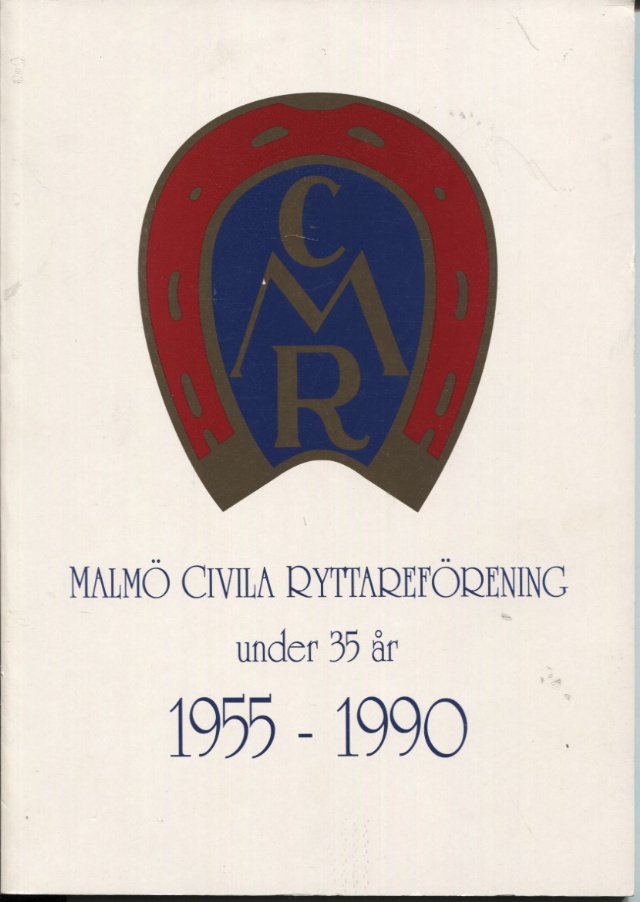 C
M
R
MALMÖ CIVILA RYTTAREFÖRENING
under 35 år
1955 - 1990